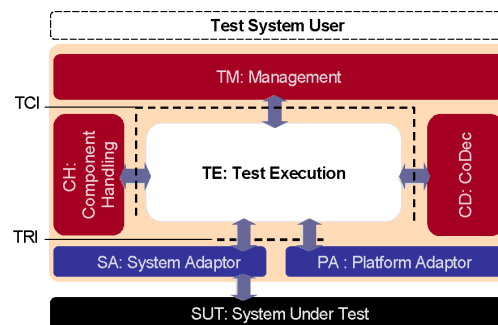 Test System User
TM: Management
TCI
CH:
Component
Handling
TE: Test Execution
CD: CoDec
TRI
SA: System Adaptor
PA : Platform Adaptor
SUT: System Under Test